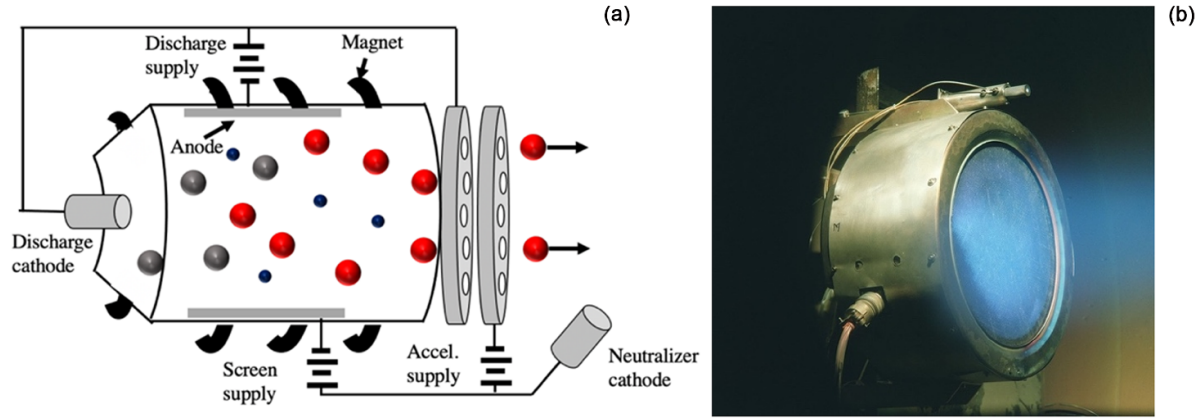 (a)
(b)
Discharge
supply
Magnet
Anode
Discharge
cathode
Screen
supply
Accel.
supply
Neutralizer
cathode